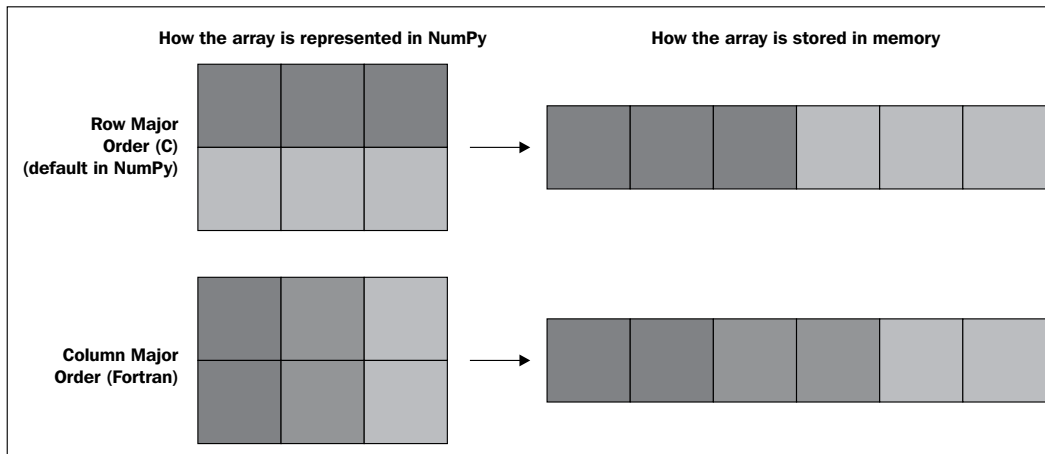 How the array is represented in NumPy
How the array is stored in memory
Row Major
Order (C)
(default in NumPy)
Column Major
Order (Fortran)